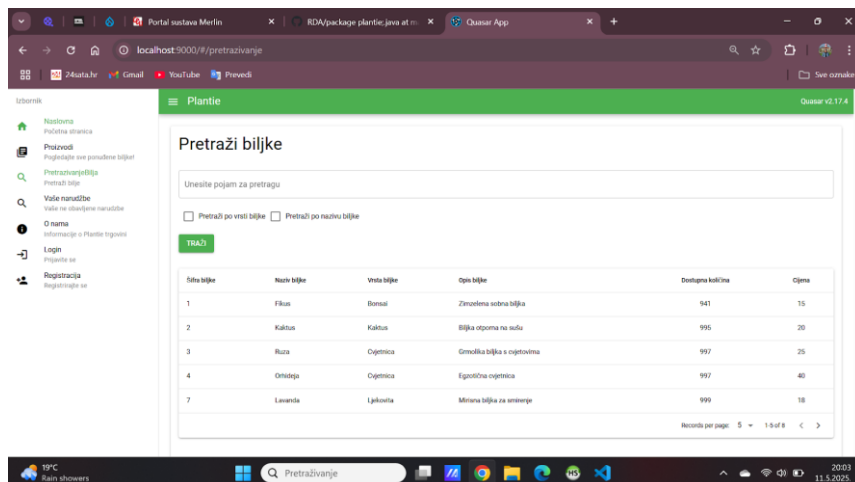 Portal sustava Merlin
RDA/package plantie;java at m
Quasar App
localhost:9000/#/pretrazivanje
24sata.hr
Gmail
YouTube
Prevedi
Sve oznake
Izbornik
Plantie
Quasar v2.17.4
Naslovna
Početna stranica
Proizvodi
Pogledajte sve ponuđene biljke!
PretrazivanjeBilja
Pretraži bilje
Vaše narudžbe
Vaše ne obavljene narudžbe
O nama
Informacije o Plantie trgovini
Login
Prijavite se
Registracija
Registrirajte se
Pretraži biljke
Unesite pojam za pretragu
Pretraži po vrsti biljke
Pretraži po nazivu biljke
TRAŽI
Šifra biljke Naziv biljke Vrsta biljke Opis biljke Dostupna količina Cijena
1 Fikus Bonsai Zimzelena sobna biljka 941 15
2 Kaktus Kaktus Biljka otporna na sušu 995 20
3 Ruza Cvjetnica Grmolika biljka s cvjetovima 997 25
4 Orhideja Cvjetnica Egzotična cvjetnica 997 40
7 Lavanda Ljekovita Mirisna biljka za smirenje 999 18
Records per page: 5 1-5 of 8
19°C
Rain showers
Pretraživanje
20:03
11.5.2025.